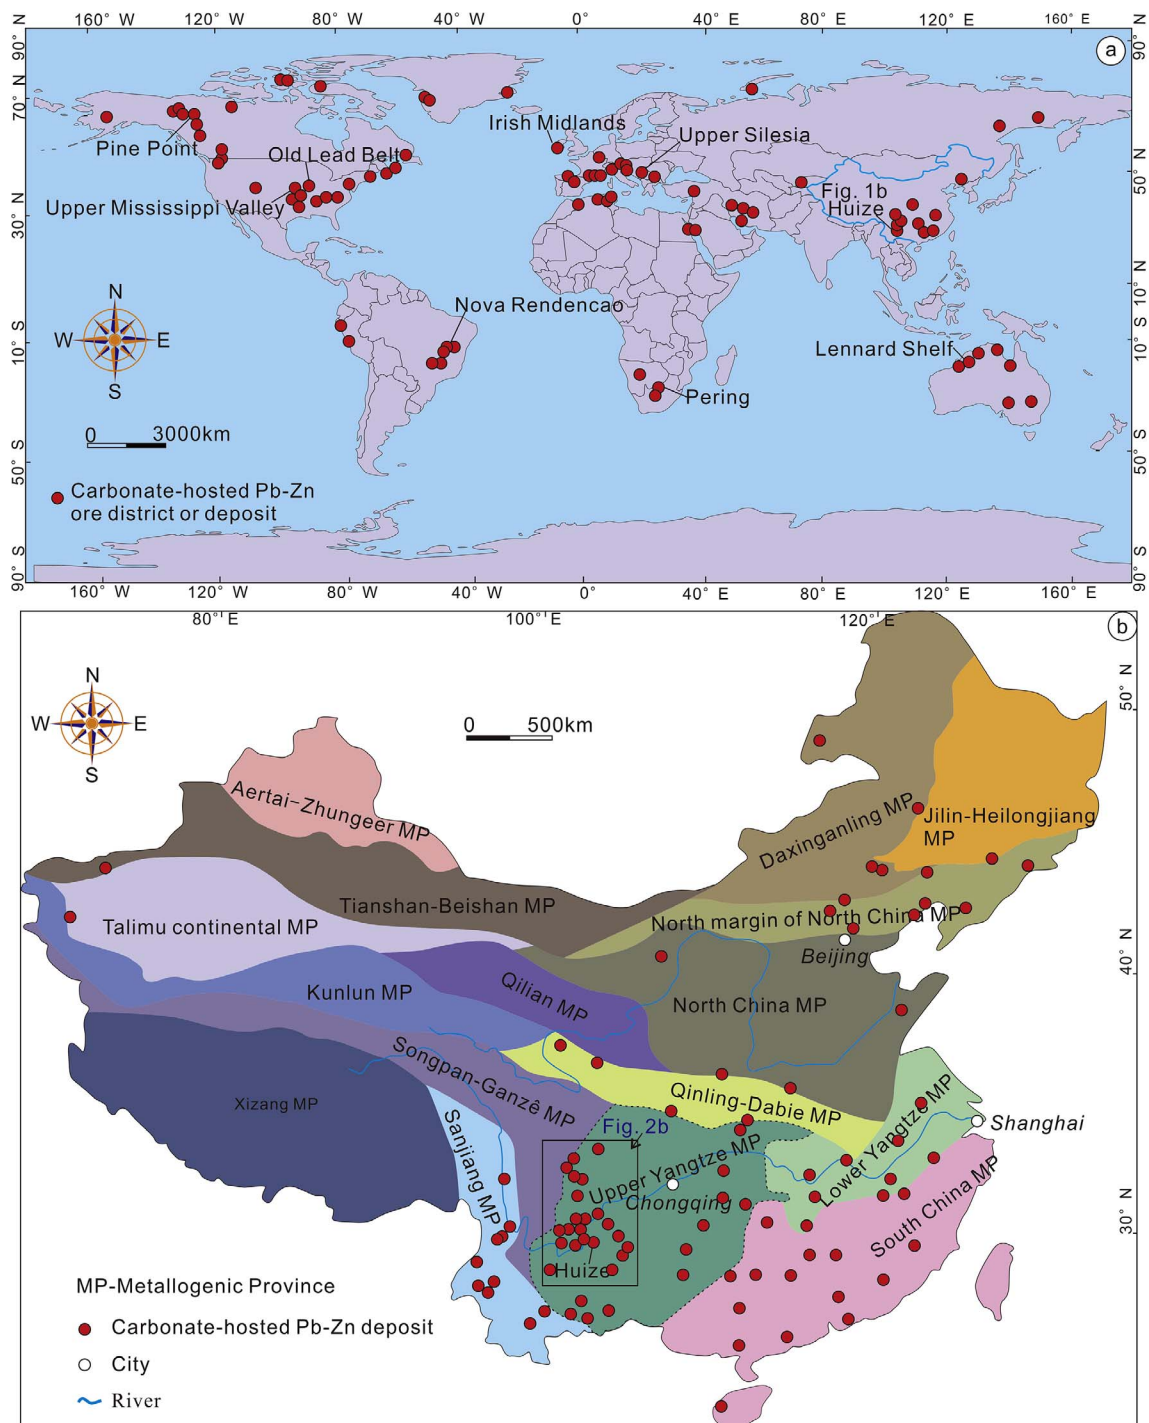 160° W 120° W 80° W 40° W 0° 40° E 80° E 120° E 160° E
90° N
70° N
50° N
30° N
10° N
10° S
50° S
90° S
a
Irish Midlands
Upper Silesia
Pine Point
Old Lead Belt
Upper Mississippi Valley
Fig. 1b
Huize
Nova Rendencao
Lennard Shelf
Pering
N
W E
S
0 3000km
Carbonate-hosted Pb-Zn
ore district or deposit
90° N
50° N
30° N
10° N
10° S
50° S
90° S
160° W 120° W 80° W 40° W 0° 40° E 80° E 120° E 160° E
80° E 100° E 120° E
b
N
W E
S
0 500km
50° N
40° N
30° N
Aertai-Zhungeer MP
Daxinganling MP
Jilin-Heilongjiang
MP
Tianshan-Beishan MP
North margin of North China MP
Talimu continental MP
Beijing
Kunlun MP
Qilian MP
North China MP
Songpan-Ganzê MP
Qinling-Dabie MP
Xizang MP
Sanjiang MP
Fig. 2b
Upper Yangtze MP
Chongqing
Lower Yangtze MP
Shanghai
South China MP
Huize
MP-Metallogenic Province
Carbonate-hosted Pb-Zn deposit
City
River